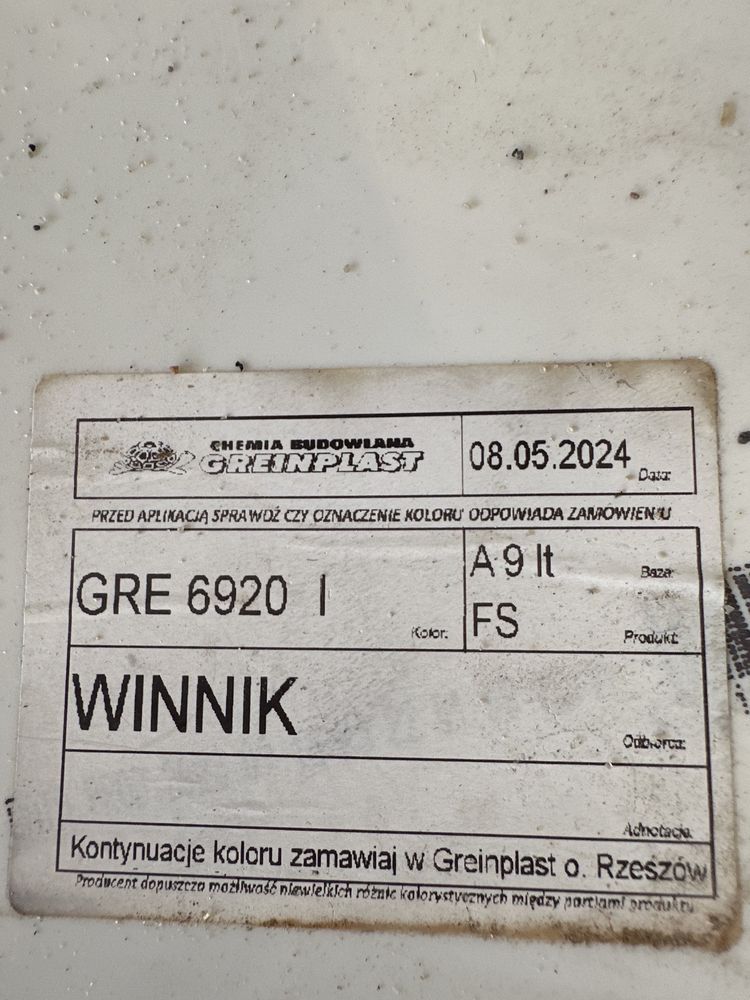 CHEMIA BUDOWLANA
GREINPLAST
08.05.2024
Data:
PRZED APLIKACJĄ SPRAWDŹ CZY OZNACZENIE KOLORU ODPOWIADA ZAMÓWIENIU
GRE 6920 I
Kolor:
A 9 lt
Baza:
FS
Produkt:
WINNIK
Odbiorca:
Adnotacje:
Kontynuacje koloru zamawiaj w Greinplast o. Rzeszów
Producent dopuszcza możliwość niewielkich różnic kolorystycznych między partiami produktu